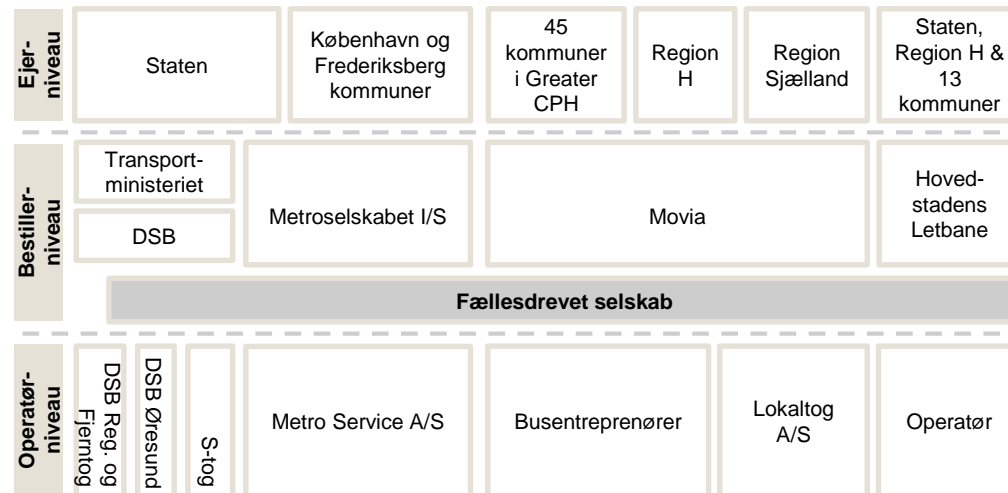 Ejer-
niveau
Staten
København og
Frederiksberg
kommuner
45
kommuner
i Greater
CPH
Region
H
Region
Sjælland
Staten,
Region H &
13
kommuner
Bestiller-
niveau
Transport-
ministeriet
DSB
Metroselskabet I/S
Movia
Hoved-
stadens
Letbane
Fællesdrevet selskab
Operatør-
niveau
DSB Reg. og
Fjerntog
DSB Øresund
S-tog
Metro Service A/S
Busentreprenører
Lokaltog
A/S
Operatør